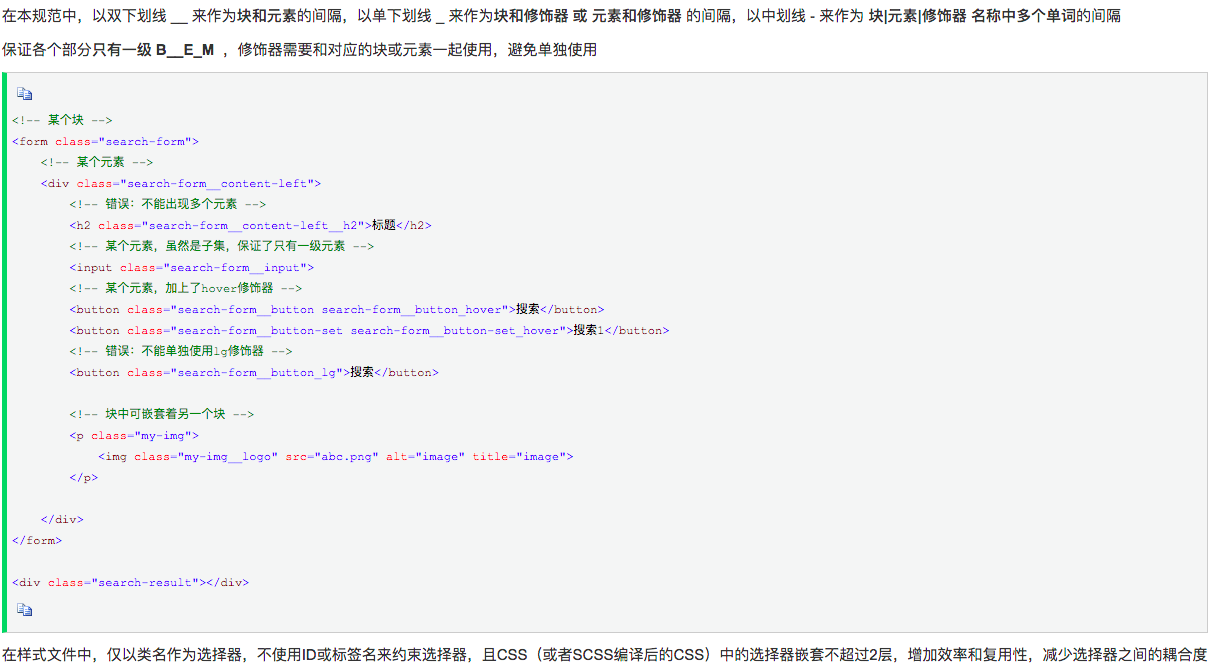 在本规范中，以双下划线 __ 来作为块和元素的间隔，以单下划线 _ 来作为块和修饰器 或 元素和修饰器 的间隔，以中划线 - 来作为 块|元素|修饰器 名称中多个单词的间隔
保证各个部分只有一级 B__E_M ，修饰器需要和对应的块或元素一起使用，避免单独使用
<!-- 某个块 -->
<form class="search-form">
    <!-- 某个元素 -->
    <div class="search-form__content-left">
        <!-- 错误：不能出现多个元素 -->
        <h2 class="search-form__content-left__h2">标题</h2>
        <!-- 某个元素，虽然是子集，保证了只有一级元素 -->
        <input class="search-form__input">
        <!-- 某个元素，加上了hover修饰器 -->
        <button class="search-form__button search-form__button_hover">搜索</button>
        <button class="search-form__button-set search-form__button-set_hover">搜索1</button>
        <!-- 错误：不能单独使用lg修饰器 -->
        <button class="search-form__button_lg">搜索</button>
        <!-- 块中可嵌套着另一个块 -->
        <p class="my-img">
            <img class="my-img__logo" src="abc.png" alt="image" title="image">
        </p>
    </div>
</form>
<div class="search-result"></div>
在样式文件中，仅以类名作为选择器，不使用ID或标签名来约束选择器，且CSS（或者SCSS编译后的CSS）中的选择器嵌套不超过2层，增加效率和复用性，减少选择器之间的耦合度